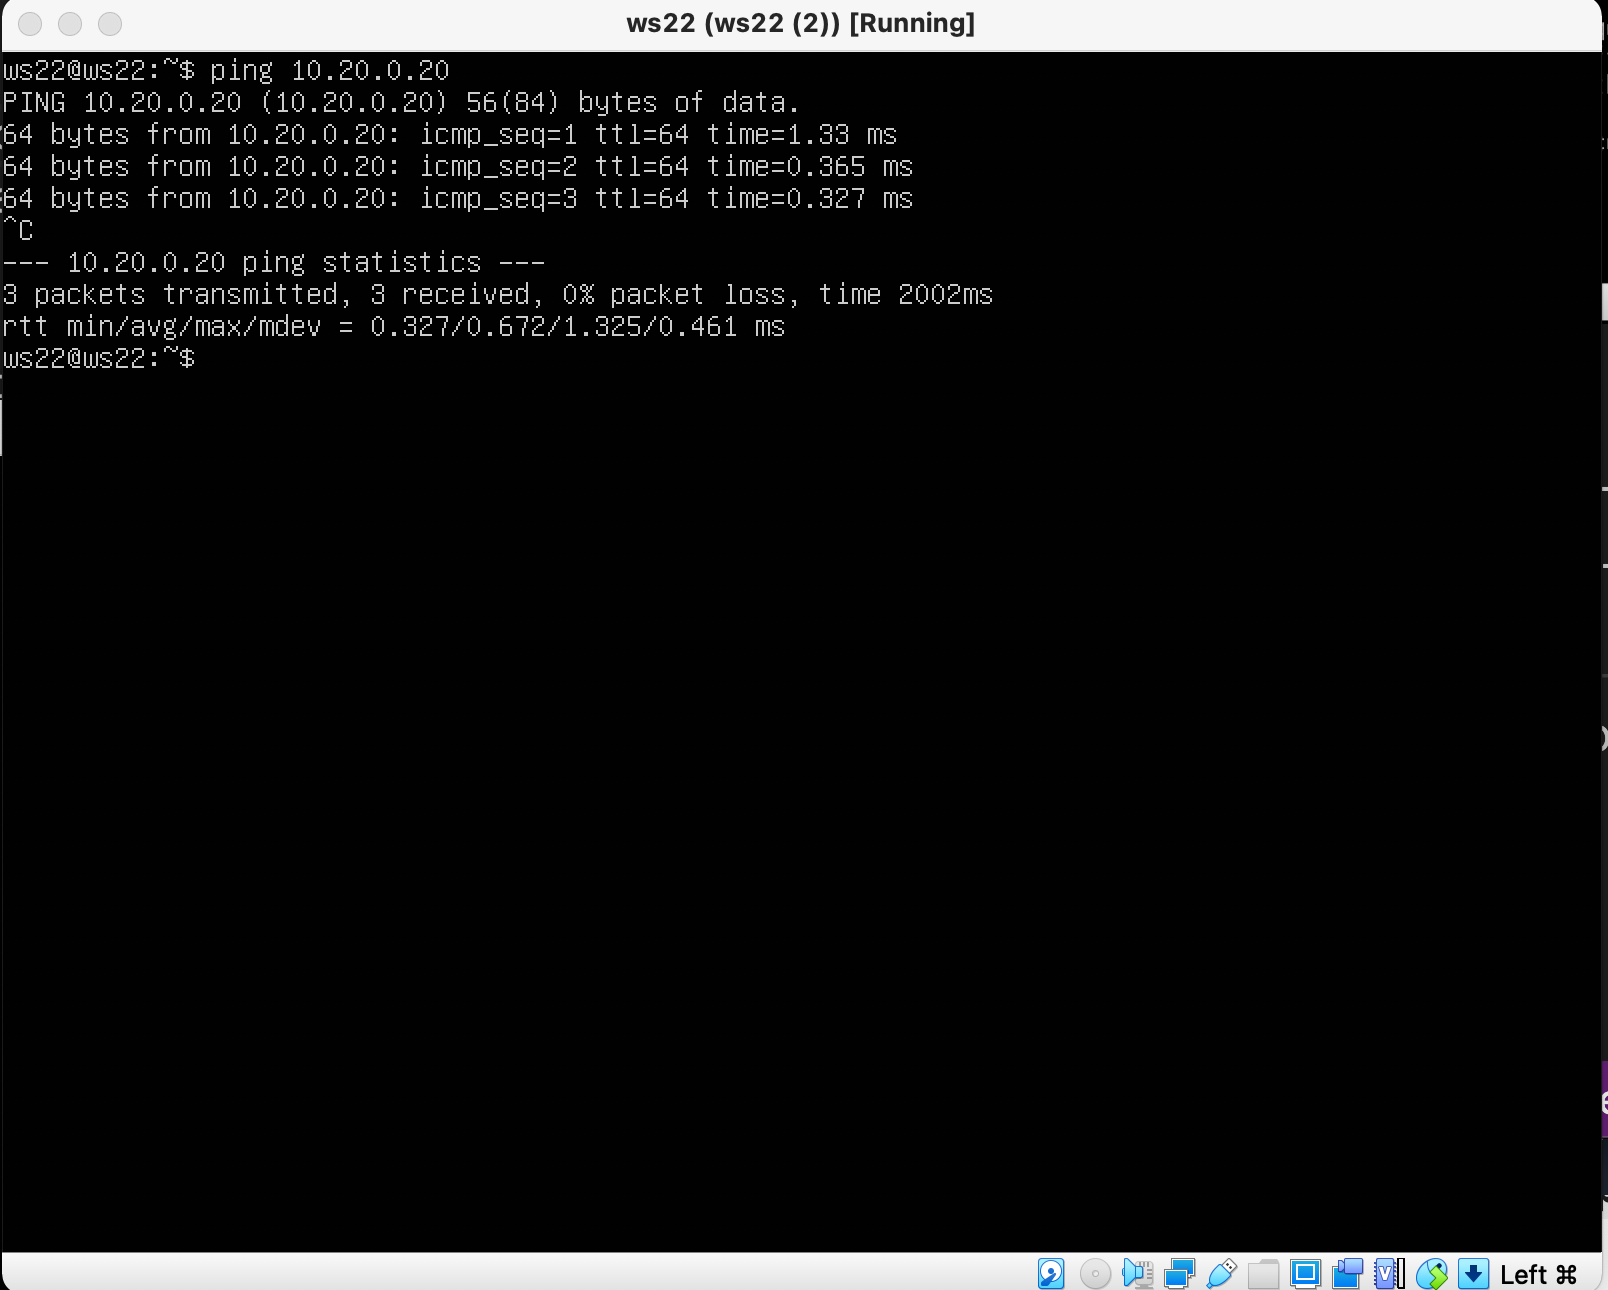 ws22 (ws22 (2)) [Running]
ws22@ws22:~$ ping 10.20.0.20
PING 10.20.0.20 (10.20.0.20) 56(84) bytes of data.
64 bytes from 10.20.0.20: icmp_seq=1 ttl=64 time=1.33 ms
64 bytes from 10.20.0.20: icmp_seq=2 ttl=64 time=0.365 ms
64 bytes from 10.20.0.20: icmp_seq=3 ttl=64 time=0.327 ms
^C
--- 10.20.0.20 ping statistics ---
3 packets transmitted, 3 received, 0% packet loss, time 2002ms
rtt min/avg/max/mdev = 0.327/0.672/1.325/0.461 ms
ws22@ws22:~$
Left ⌘